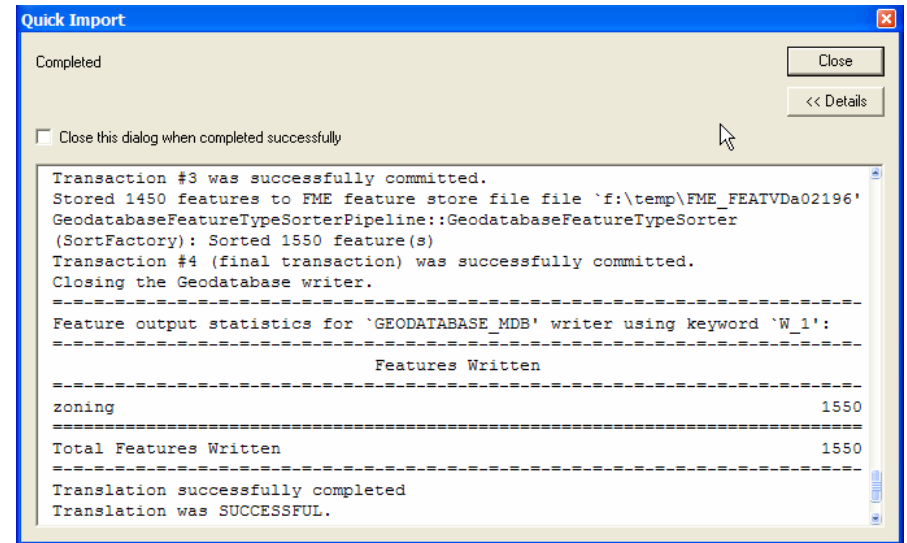 Quick Import
Completed
Close
<< Details
Close this dialog when completed successfully
Transaction #3 was successfully committed.
Stored 1450 features to FME feature store file file `f:\temp\FME_FEATVDa02196'
GeodatabaseFeatureTypeSorterPipeline::GeodatabaseFeatureTypeSorter
(SortFactory): Sorted 1550 feature(s)
Transaction #4 (final transaction) was successfully committed.
Closing the Geodatabase writer.
=-=-=-=-=-=-=-=-=-=-=-=-=-=-=-=-=-=-=-=-=-=-=-=-=-=-=-=-=-=-=-=-=-=-=-=-=-=-
Feature output statistics for `GEODATABASE_MDB' writer using keyword `W_1':
=-=-=-=-=-=-=-=-=-=-=-=-=-=-=-=-=-=-=-=-=-=-=-=-=-=-=-=-=-=-=-=-=-=-=-=-=-=-
Features Written
=-=-=-=-=-=-=-=-=-=-=-=-=-=-=-=-=-=-=-=-=-=-=-=-=-=-=-=-=-=-=-=-=-=-=-=-=-=-
zoning 1550
==============================================================================
Total Features Written 1550
=-=-=-=-=-=-=-=-=-=-=-=-=-=-=-=-=-=-=-=-=-=-=-=-=-=-=-=-=-=-=-=-=-=-=-=-=-=-
Translation successfully completed
Translation was SUCCESSFUL.